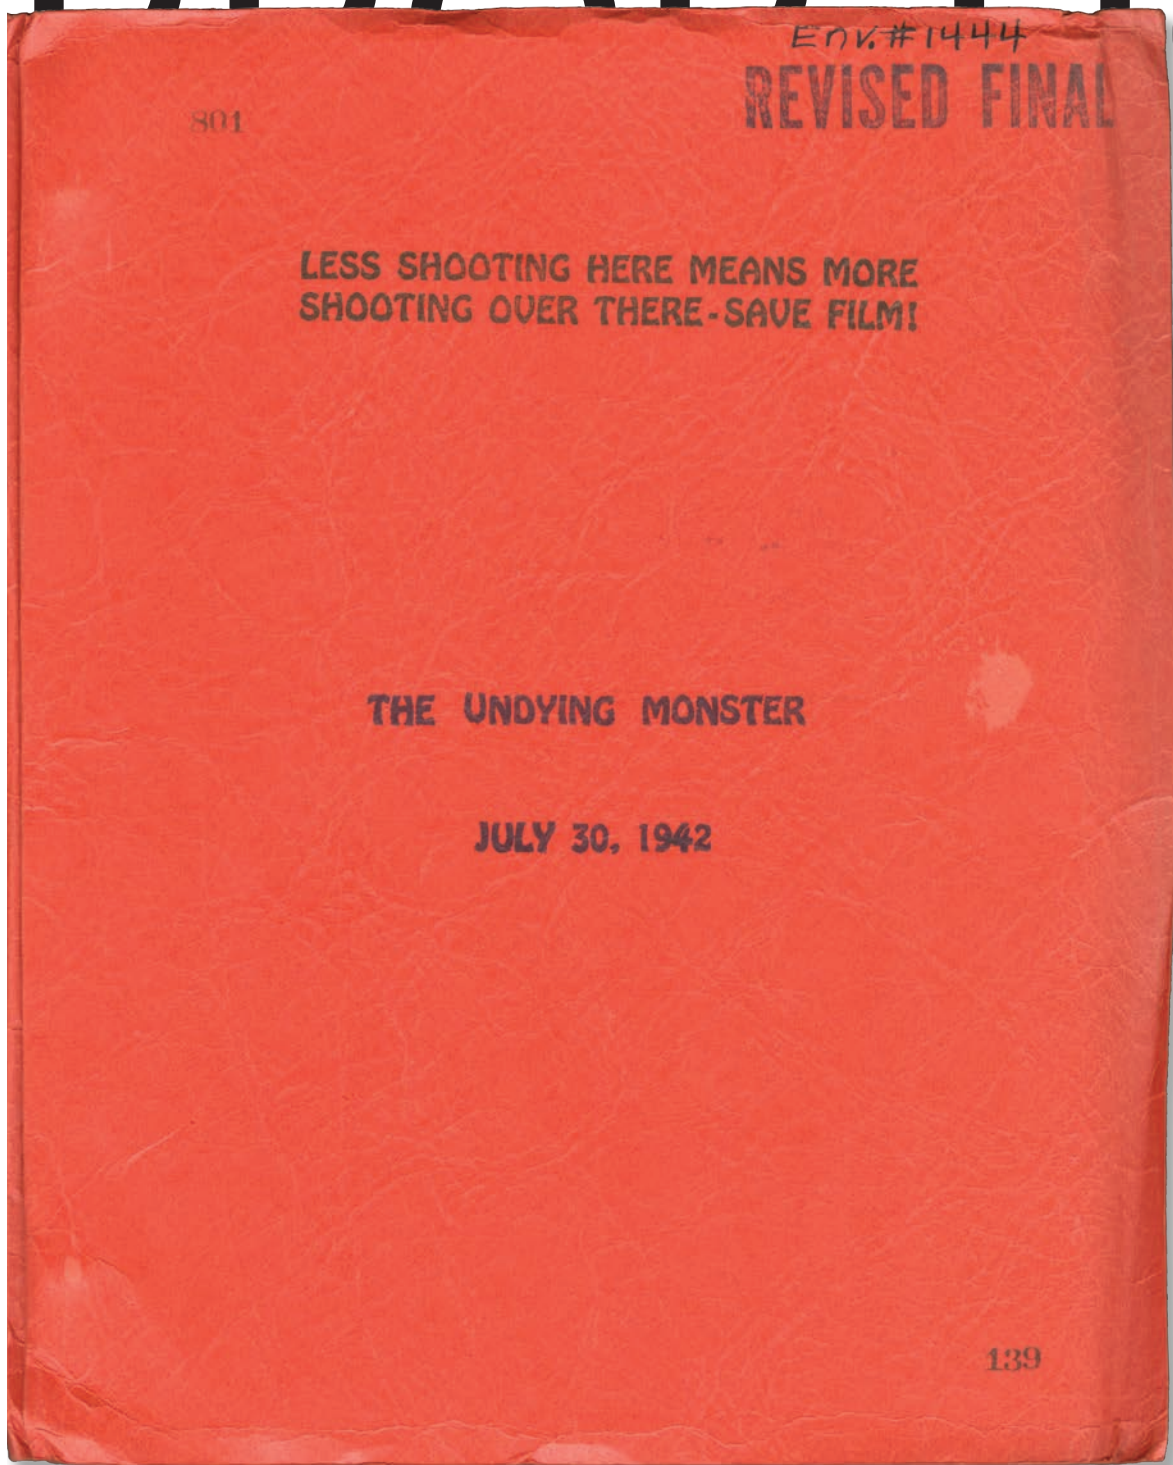 Env.#1444
REVISED FINAL
801
LESS SHOOTING HERE MEANS MORE
SHOOTING OVER THERE-SAVE FILM!
THE UNDYING MONSTER
JULY 30, 1942
139